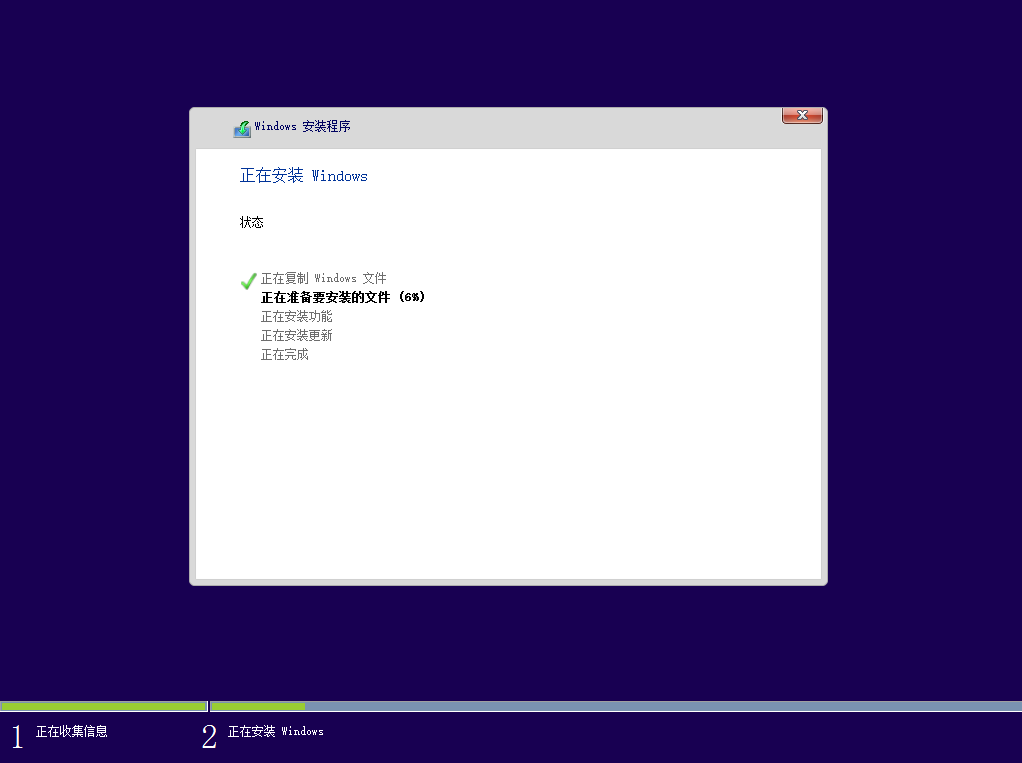 Windows 安装程序
正在安装 Windows
状态
正在复制 Windows 文件
正在准备要安装的文件 (6%)
正在安装功能
正在安装更新
正在完成
1 正在收集信息
2 正在安装 Windows